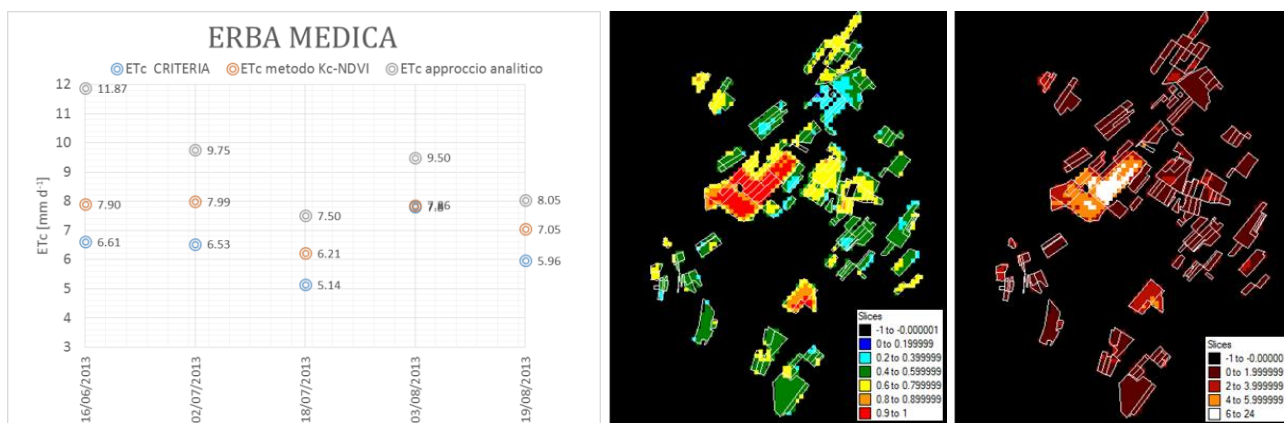 ERBA MEDICA
ETc CRITERIA ETc metodo Kc-NDVI ETc approccio analitico
ETc [mm d⁻¹]
12
11
10
9
8
7
6
5
4
3
11.87
7.90
6.61
9.75
7.99
6.53
7.50
6.21
5.14
9.50
8.05
7.05
5.96
16/06/2013
02/07/2013
18/07/2013
03/08/2013
19/08/2013
Slices
-1 to -0.000001
0 to 0.199999
0.2 to 0.399999
0.4 to 0.599999
0.6 to 0.799999
0.8 to 0.899999
0.9 to 1
Slices
-1 to -0.00000
0 to 1.999999
2 to 3.999999
4 to 5.999999
6 to 24